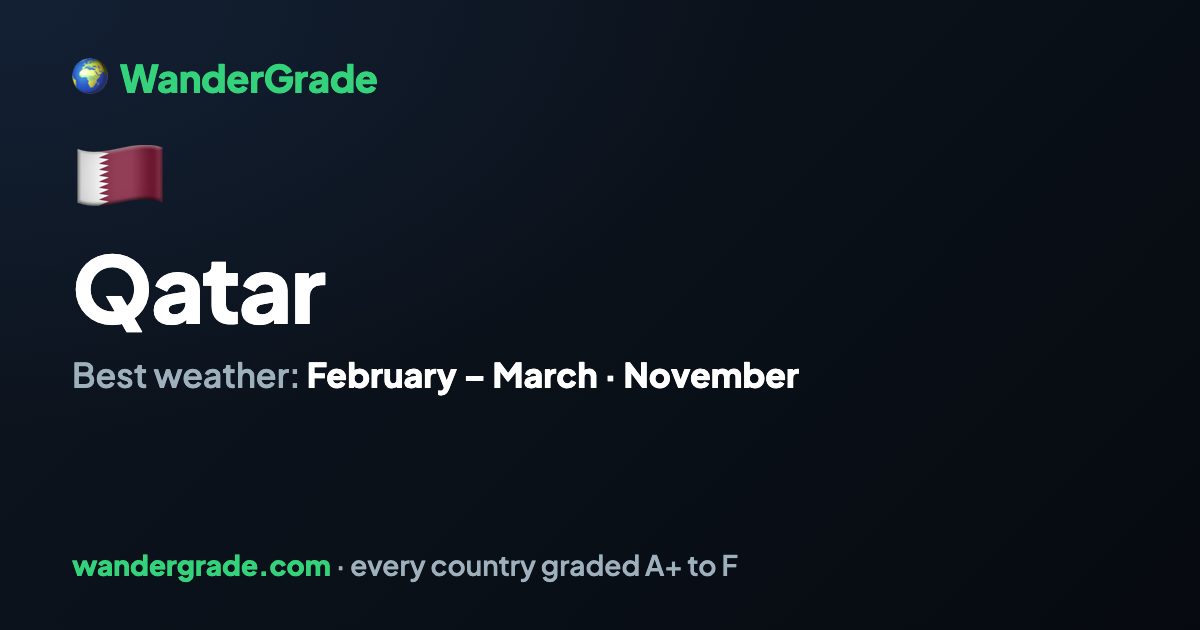 WanderGrade
Qatar
Best weather: February – March · November
wandergrade.com · every country graded A+ to F